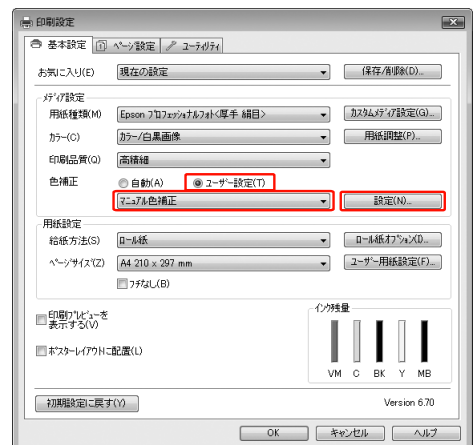 印刷設定
基本設定 ページ設定 ユーティリティ
お気に入り(E) 現在の設定 保存/削除(D)...
メディア設定
用紙種類(M) Epson プロフェッショナルフォト<厚手 絹目> カスタムメディア設定(G)...
カラー(C) カラー/白黒画像 用紙調整(P)...
印刷品質(Q) 高精細
色補正 自動(A) ユーザー設定(T)
マニュアル色補正 設定(N)...
用紙設定
給紙方法(S) ロール紙 ロール紙オプション(I)...
ページサイズ(Z) A4 210 x 297 mm ユーザー用紙設定(F)...
フチなし(B)
印刷プレビューを
表示する(V)
ポスターレイアウトに配置(L)
インク残量
VM C BK Y MB
初期設定に戻す(Y) Version 6.70
OK キャンセル ヘルプ